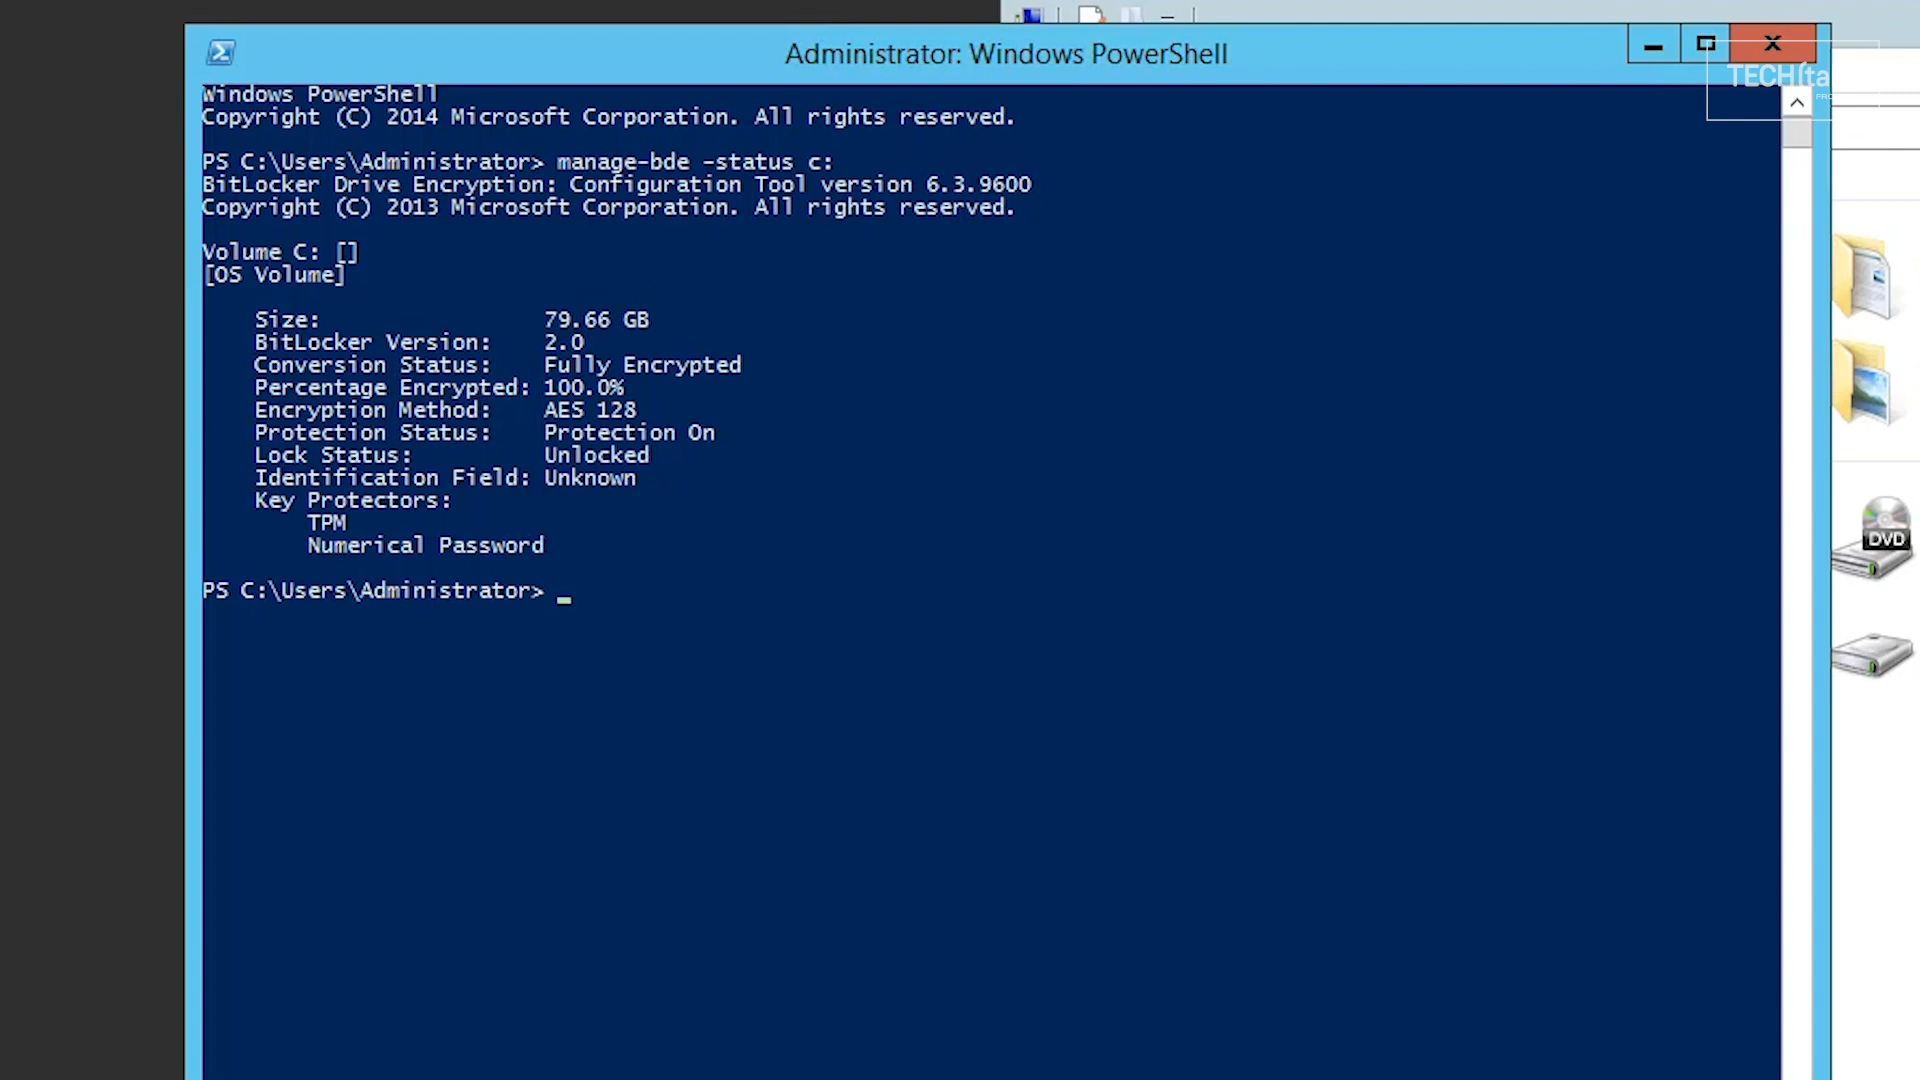 Administrator: Windows PowerShell
TECH
Windows PowerShell
Copyright (C) 2014 Microsoft Corporation. All rights reserved.
PS C:\Users\Administrator> manage-bde -status c:
BitLocker Drive Encryption: Configuration Tool version 6.3.9600
Copyright (C) 2013 Microsoft Corporation. All rights reserved.
Volume C: []
[OS Volume]
Size: 79.66 GB
BitLocker Version: 2.0
Conversion Status: Fully Encrypted
Percentage Encrypted: 100.0%
Encryption Method: AES 128
Protection Status: Protection On
Lock Status: Unlocked
Identification Field: Unknown
Key Protectors:
TPM
Numerical Password
PS C:\Users\Administrator> _
DVD